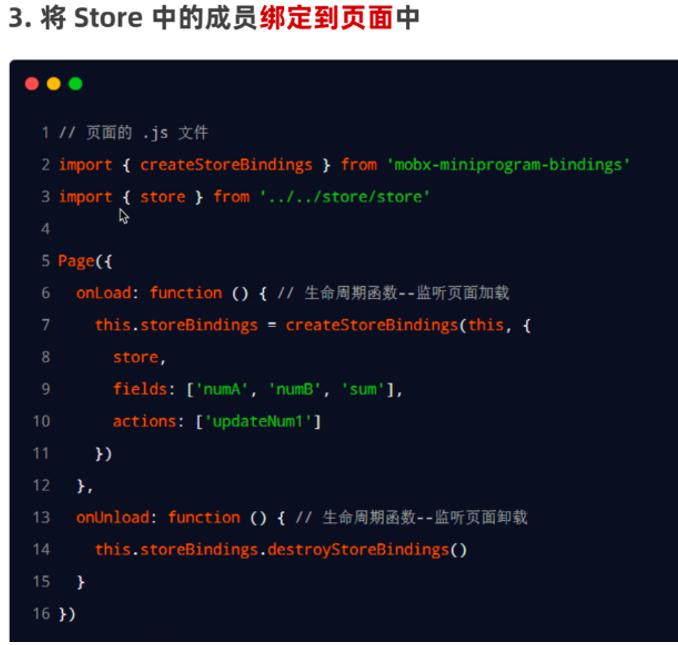 3. 将 Store 中的成员绑定到页面中
1 // 页面的 .js 文件
2 import { createStoreBindings } from 'mobx-miniprogram-bindings'
3 import { store } from '../../store/store'
4
5 Page({
6   onLoad: function () { // 生命周期函数--监听页面加载
7     this.storeBindings = createStoreBindings(this, {
8       store,
9       fields: ['numA', 'numB', 'sum'],
10       actions: ['updateNum1']
11     })
12   },
13   onUnload: function () { // 生命周期函数--监听页面卸载
14     this.storeBindings.destroyStoreBindings()
15   }
16 })